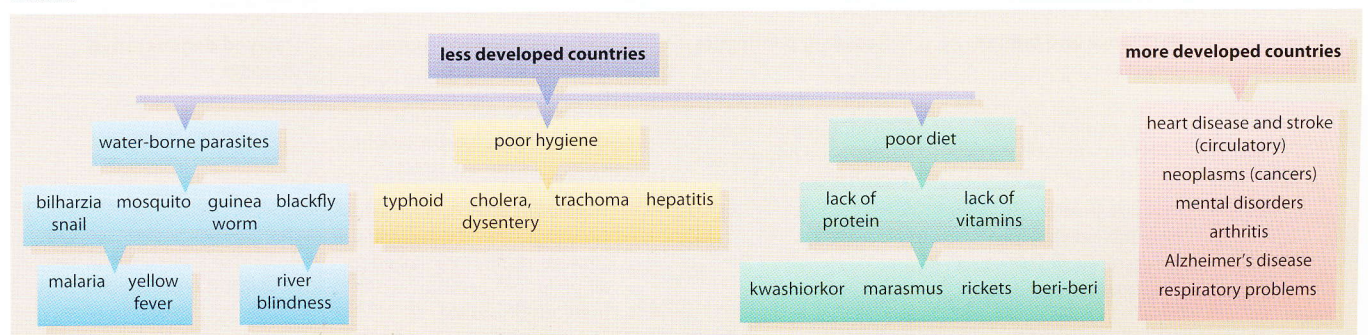 less developed countries
more developed countries
water-borne parasites
poor hygiene
poor diet
bilharzia mosquito guinea blackfly
snail worm
typhoid cholera, trachoma hepatitis
dysentery
lack of lack of
protein vitamins
malaria yellow
fever
river
blindness
kwashiorkor marasmus rickets beri-beri
heart disease and stroke
(circulatory)
neoplasms (cancers)
mental disorders
arthritis
Alzheimer's disease
respiratory problems